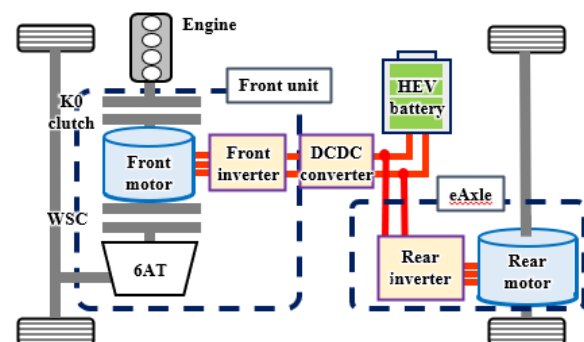 Engine
Front unit
K0
clutch
HEV
battery
Front
motor
Front
inverter
DCDC
converter
eAxle
WSC
6AT
Rear
inverter
Rear
motor